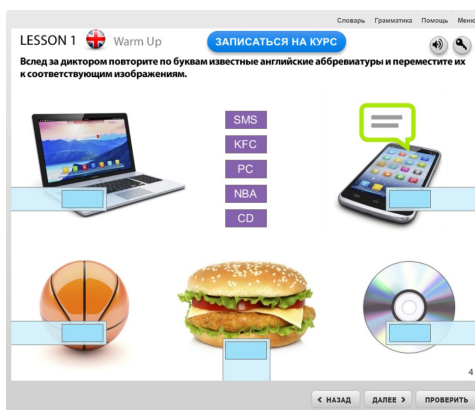 Словарь Грамматика Помощь Меню
LESSON 1 Warm Up ЗАПИСАТЬСЯ НА КУРС
Вслед за диктором повторите по буквам известные английские аббревиатуры и переместите их
к соответствующим изображениям.
SMS
KFC
PC
NBA
CD
4
НАЗАД ДАЛЕЕ ПРОВЕРИТЬ